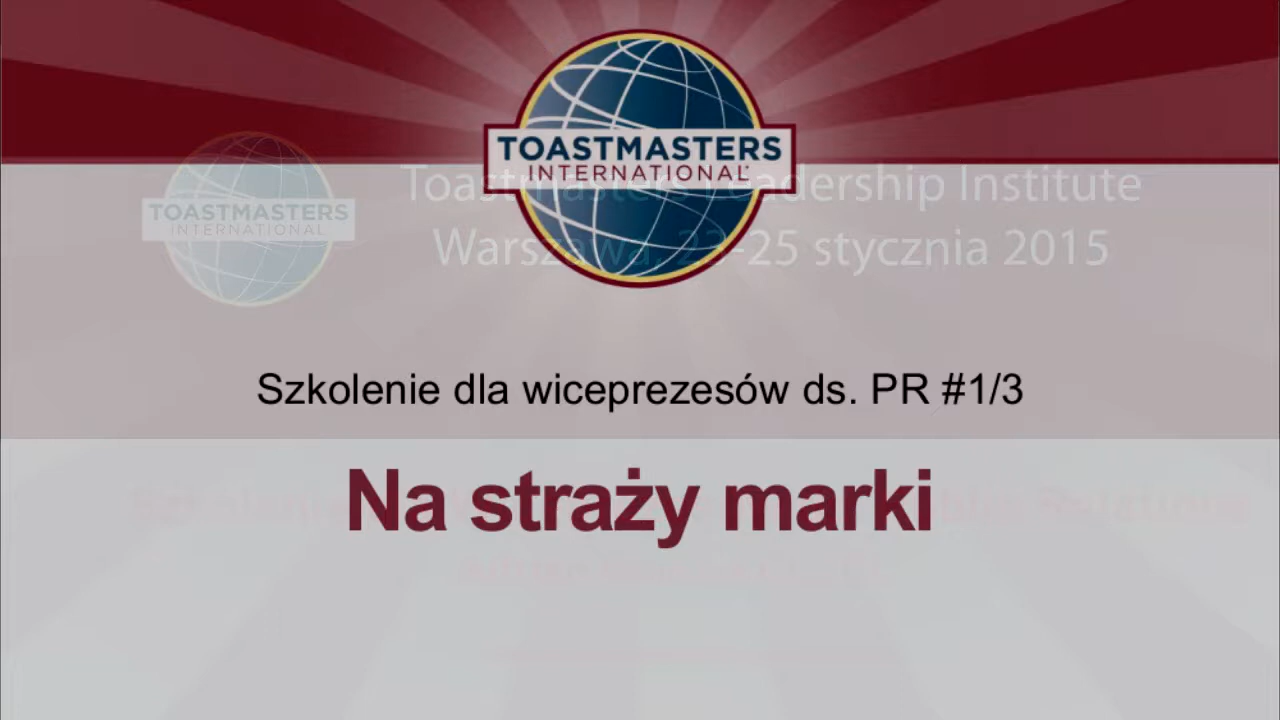 TOASTMASTERS
INTERNATIONAL
TOASTMASTERS
INTERNATIONAL
Toastmasters Leadership Institute
Warszawa, 23-25 stycznia 2015
Szkolenie dla wiceprezesów ds. PR #1/3
Na straży marki